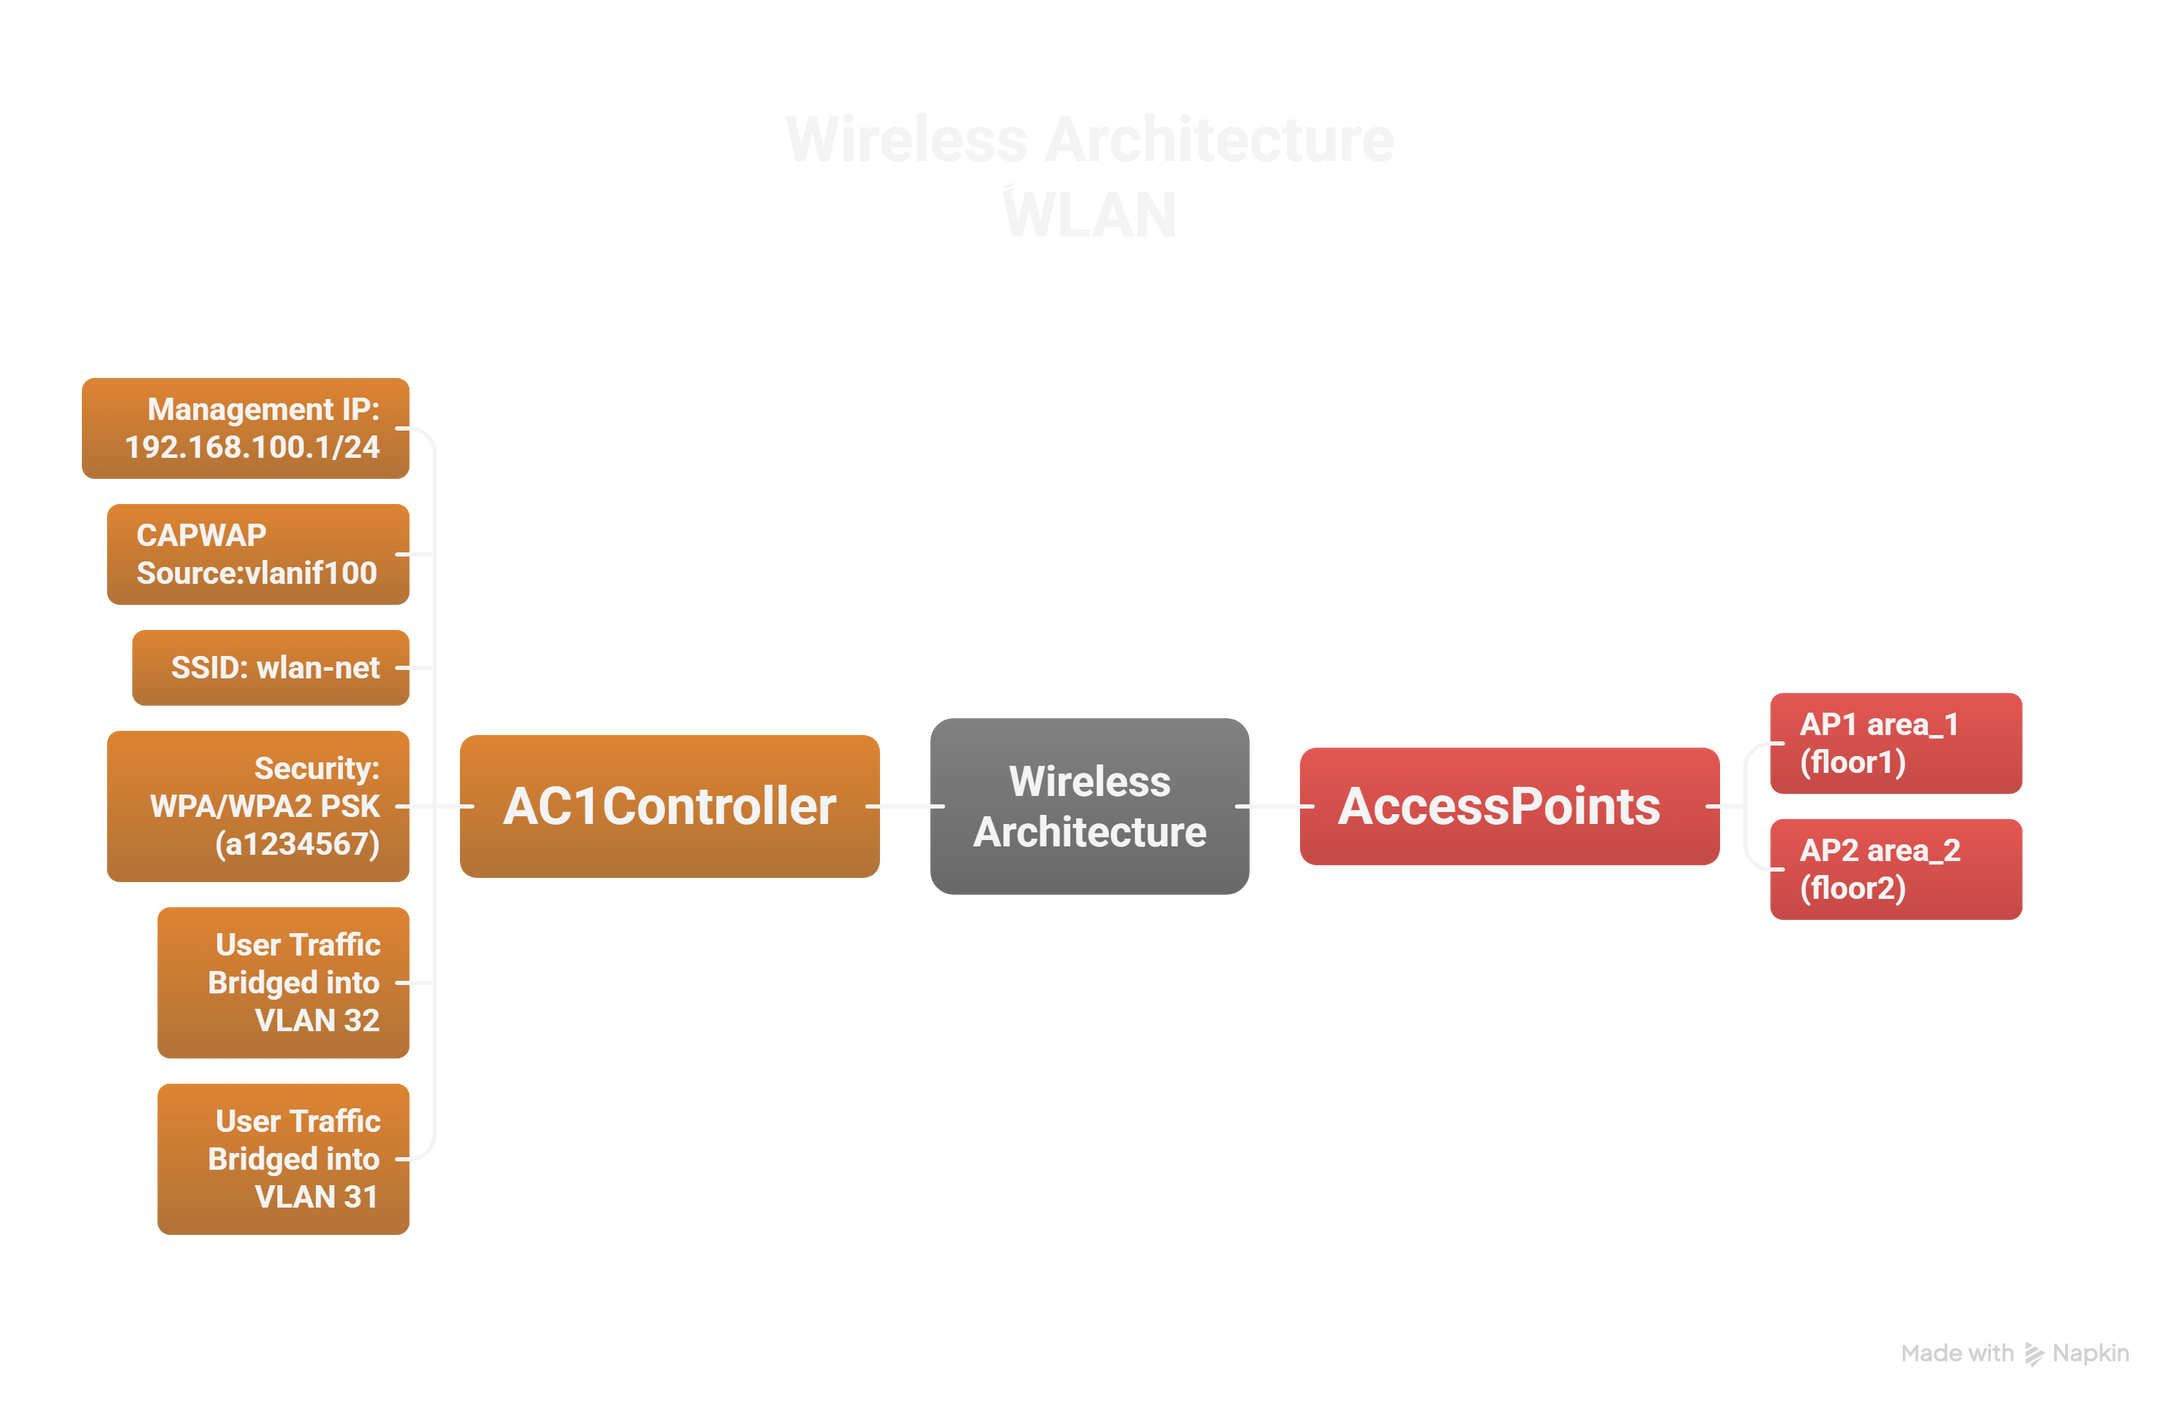 Wireless Architecture
WLAN
Management IP:
192.168.100.1/24
CAPWAP
Source:vlanif100
SSID: wlan-net
Security:
WPA/WPA2 PSK
(a1234567)
User Traffic
Bridged into
VLAN 32
User Traffic
Bridged into
VLAN 31
AC1Controller
Wireless
Architecture
AccessPoints
AP1 area_1
(floor1)
AP2 area_2
(floor2)
Made with Napkin